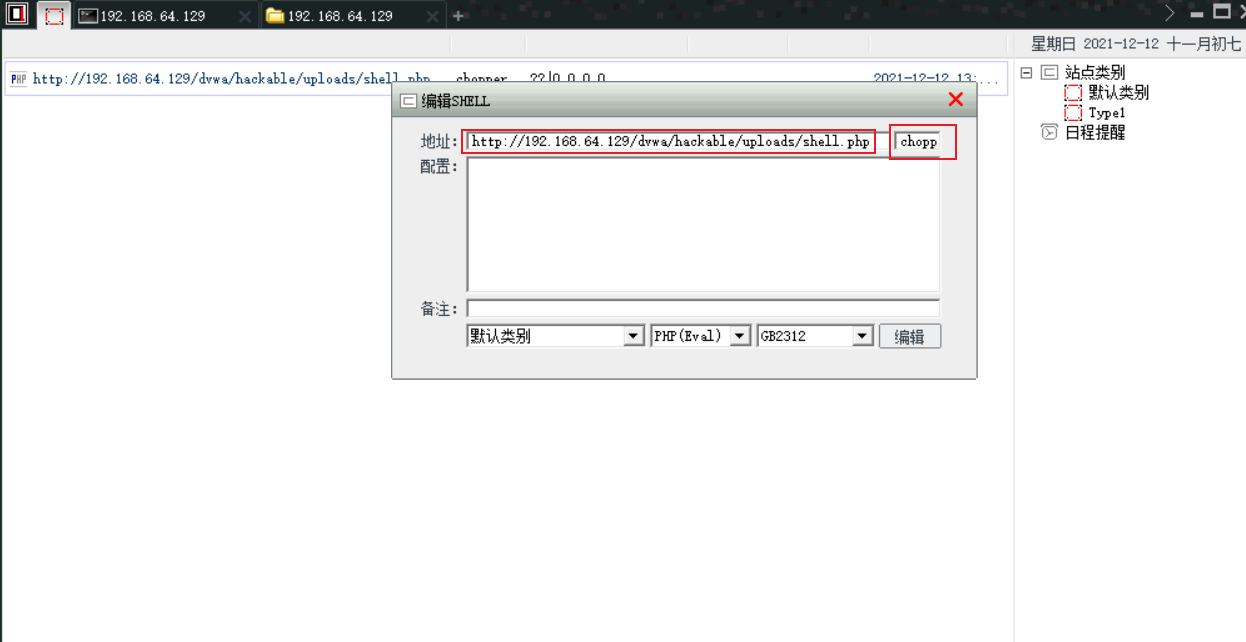 192.168.64.129
192.168.64.129
星期日 2021-12-12 十一月初七
PHP http://192.168.64.129/dvwa/hackable/uploads/shell.php chopper ??|0.0.0.0 2021-12-12 13:...
站点类别
默认类别
Type1
日程提醒
编辑SHELL
地址: http://192.168.64.129/dvwa/hackable/uploads/shell.php chopp
配置:
备注:
默认类别 PHP(Eval) GB2312 编辑